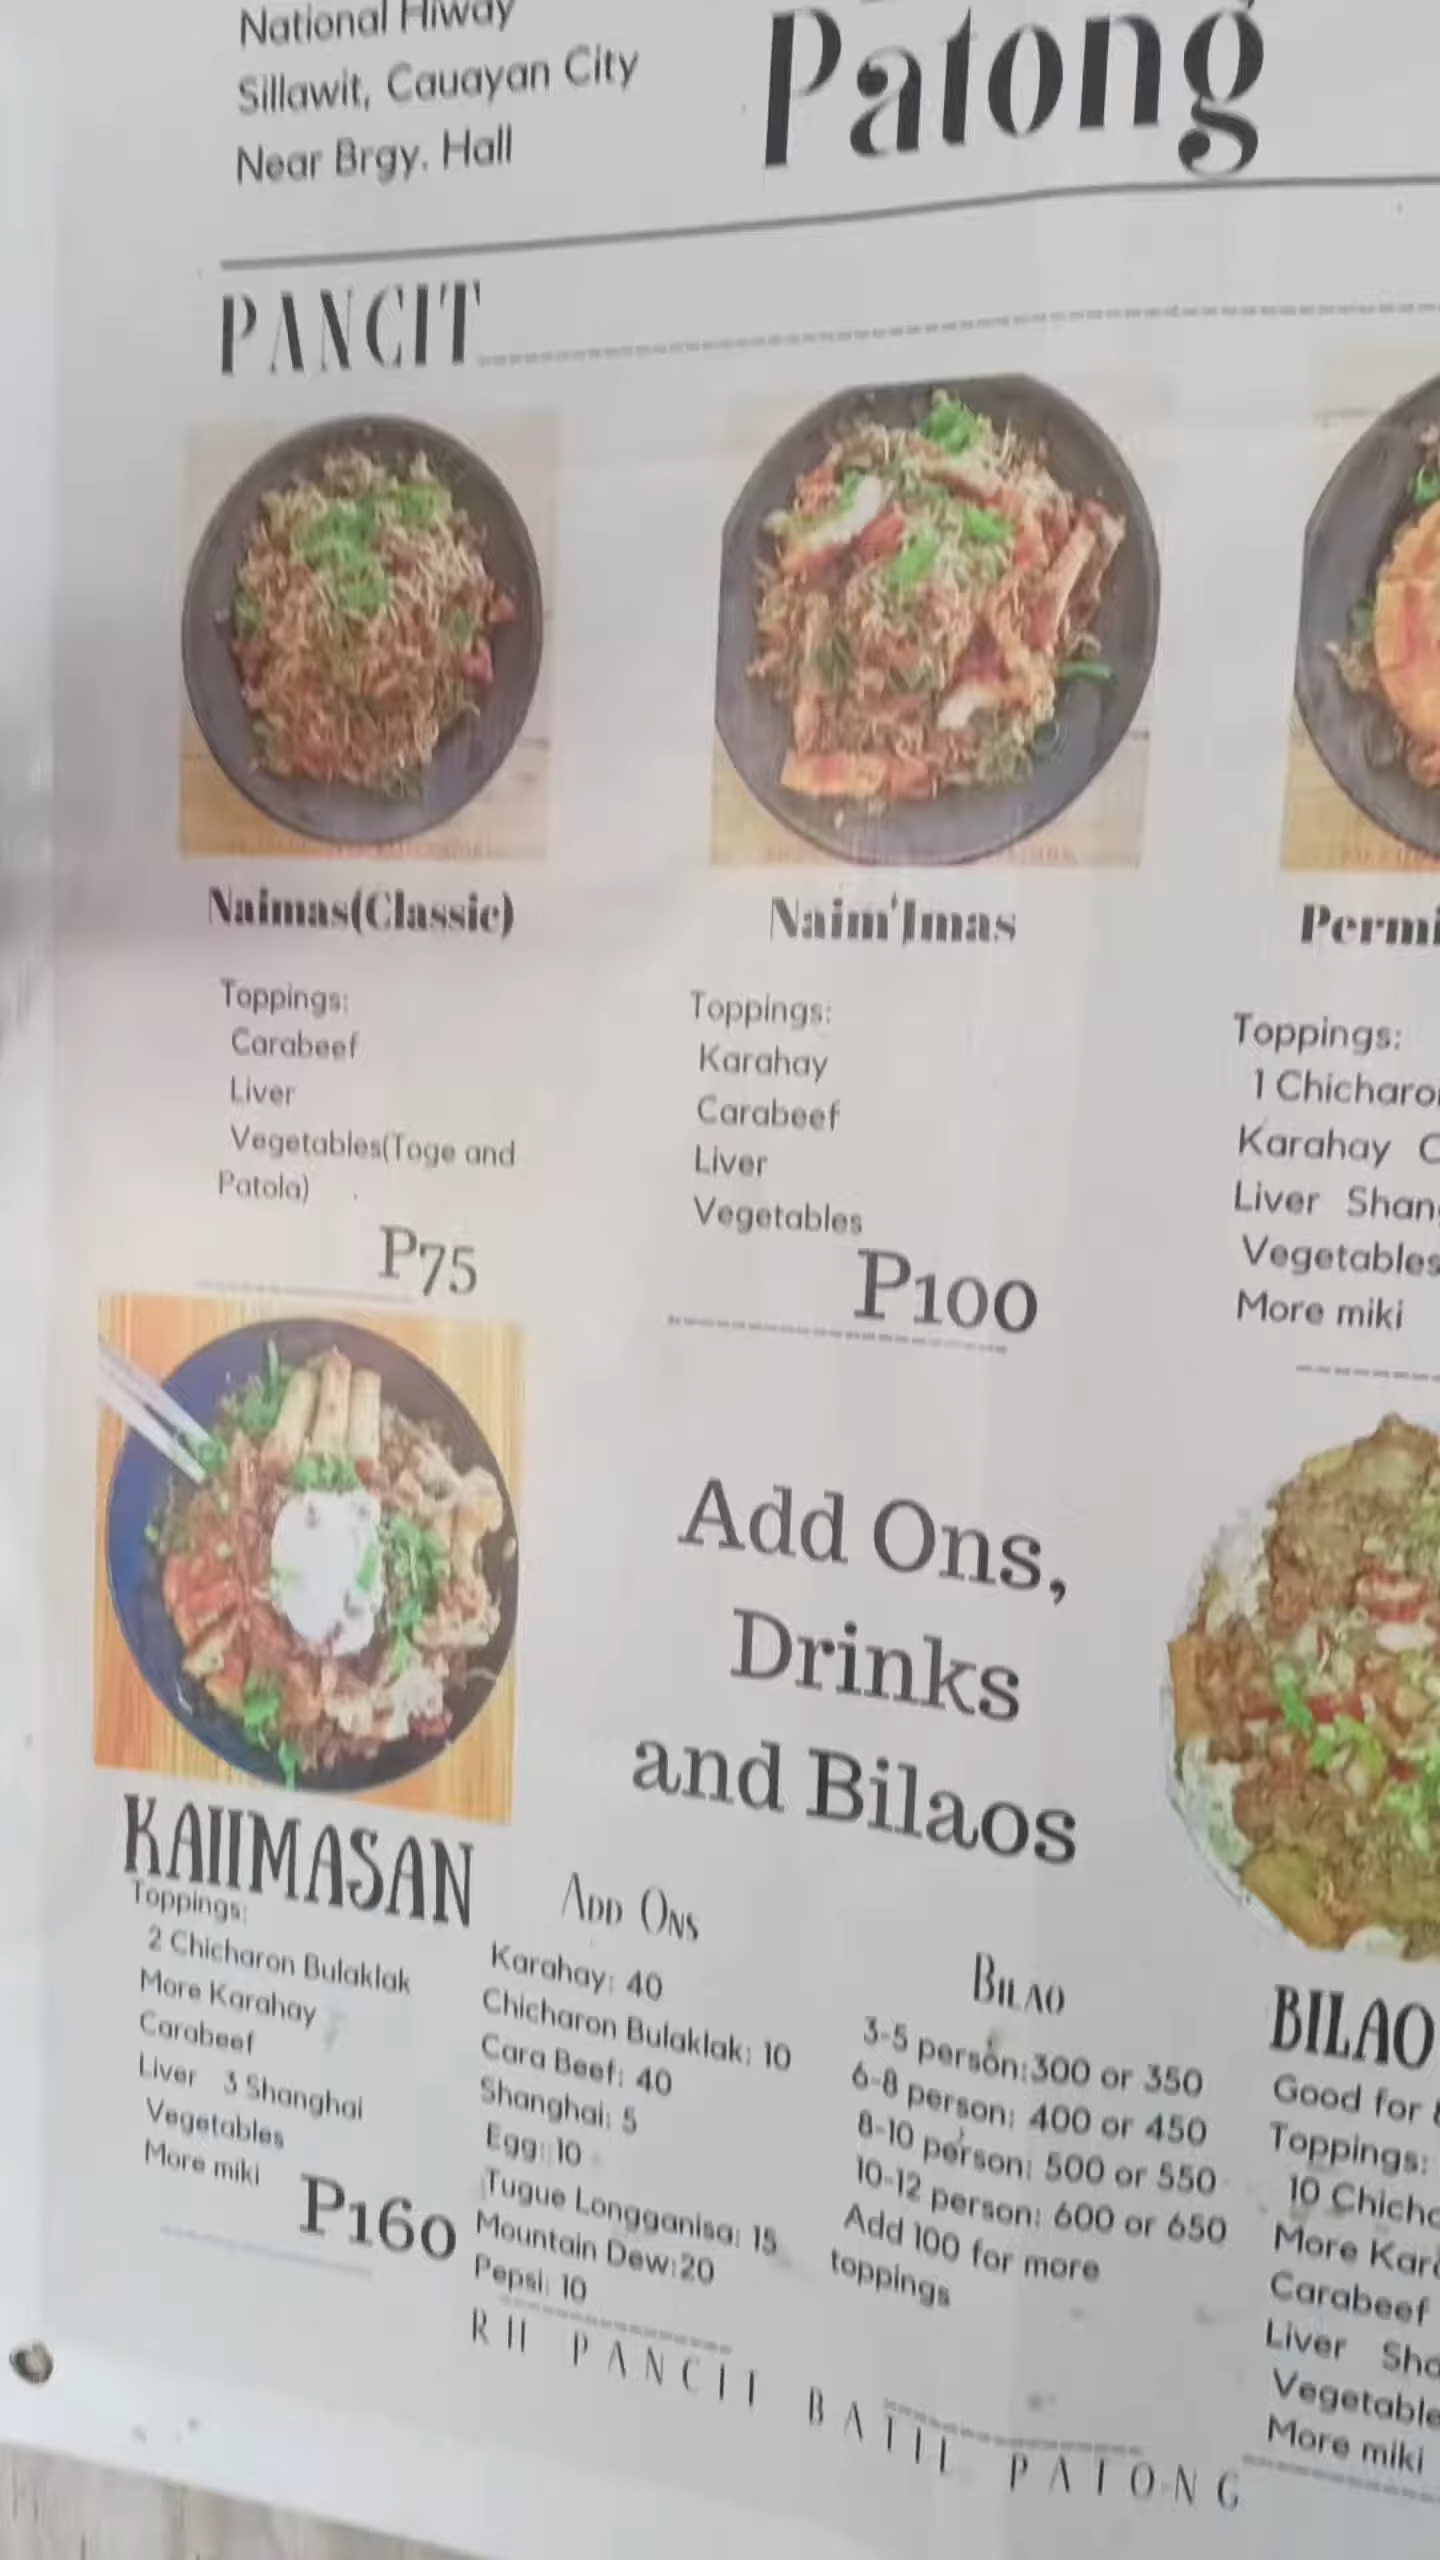 National Hiway
Sillawit, Cauayan City
Near Brgy. Hall
Patong
PANCIT
Naimas(Classic)
Toppings:
Carabeef
Liver
Vegetables(Toge and
Patola)
P75
Naim'Imas
Toppings:
Karahay
Carabeef
Liver
Vegetables
P100
Toppings:
Karahay
Liver
Vegetables
More miki
KAIIMASAN
Toppings:
2 Chicharon Bulaklak
More Karahay
Carabeef
Liver 3 Shanghai
Vegetables
More miki
P160
Add Ons,
Drinks
and Bilaos
Add Ons
Karahay: 40
Chicharon Bulaklak: 10
Cara Beef: 40
Shanghai: 5
Egg: 10
Tugue Longganisa: 15
Mountain Dew:20
Pepsi: 10
Bilao
3-5 person:300 or 350
6-8 person: 400 or 450
8-10 person: 500 or 550
10-12 person: 600 or 650
Add 100 for more
toppings
BILAO
Good for
Toppings:
10
More
Carabeef
Liver
More miki
RH PANCIT BATIL PATONG